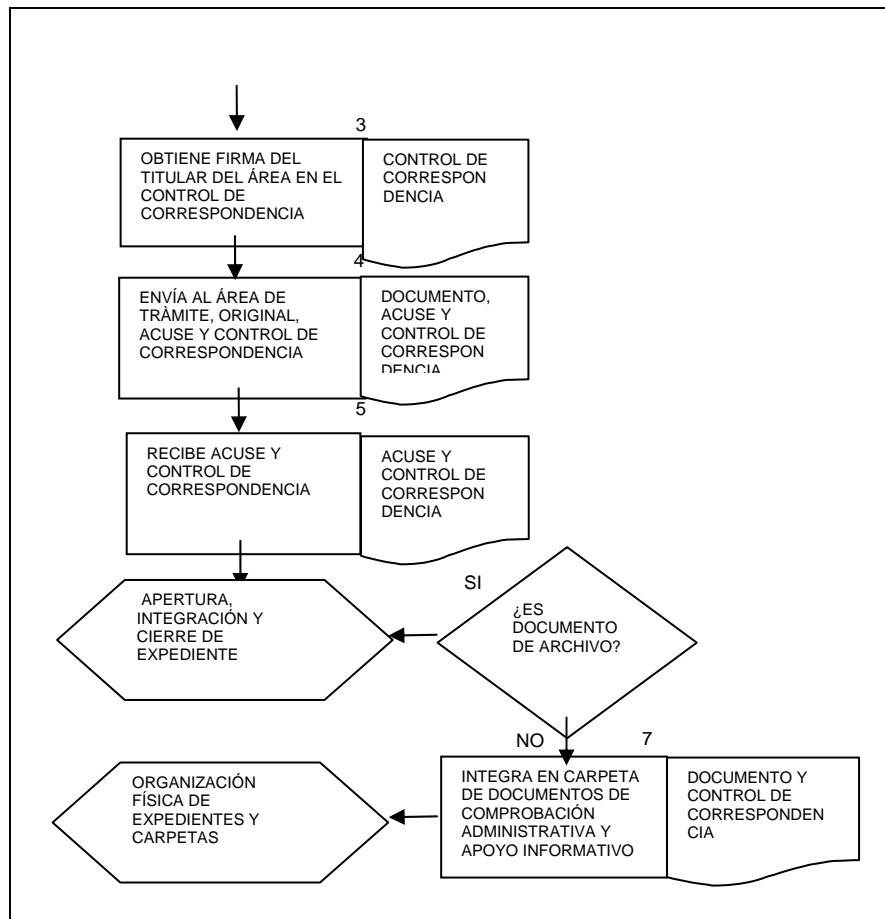 3
OBTIENE FIRMA DEL
TITULAR DEL ÁREA EN EL
CONTROL DE
CORRESPONDENCIA
CONTROL DE
CORRESPON
DENCIA
4
ENVÍA AL ÁREA DE
TRÀMITE, ORIGINAL,
ACUSE Y CONTROL DE
CORRESPONDENCIA
DOCUMENTO,
ACUSE Y
CONTROL DE
CORRESPON
DENCIA
5
RECIBE ACUSE Y
CONTROL DE
CORRESPONDENCIA
ACUSE Y
CONTROL DE
CORRESPON
DENCIA
SI
APERTURA,
INTEGRACIÓN Y
CIERRE DE
EXPEDIENTE
¿ES
DOCUMENTO
DE ARCHIVO?
NO
7
ORGANIZACIÓN
FÍSICA DE
EXPEDIENTES Y
CARPETAS
INTEGRA EN CARPETA
DE DOCUMENTOS DE
COMPROBACIÓN
ADMINISTRATIVA Y
APOYO INFORMATIVO
DOCUMENTO Y
CONTROL DE
CORRESPONDEN
CIA